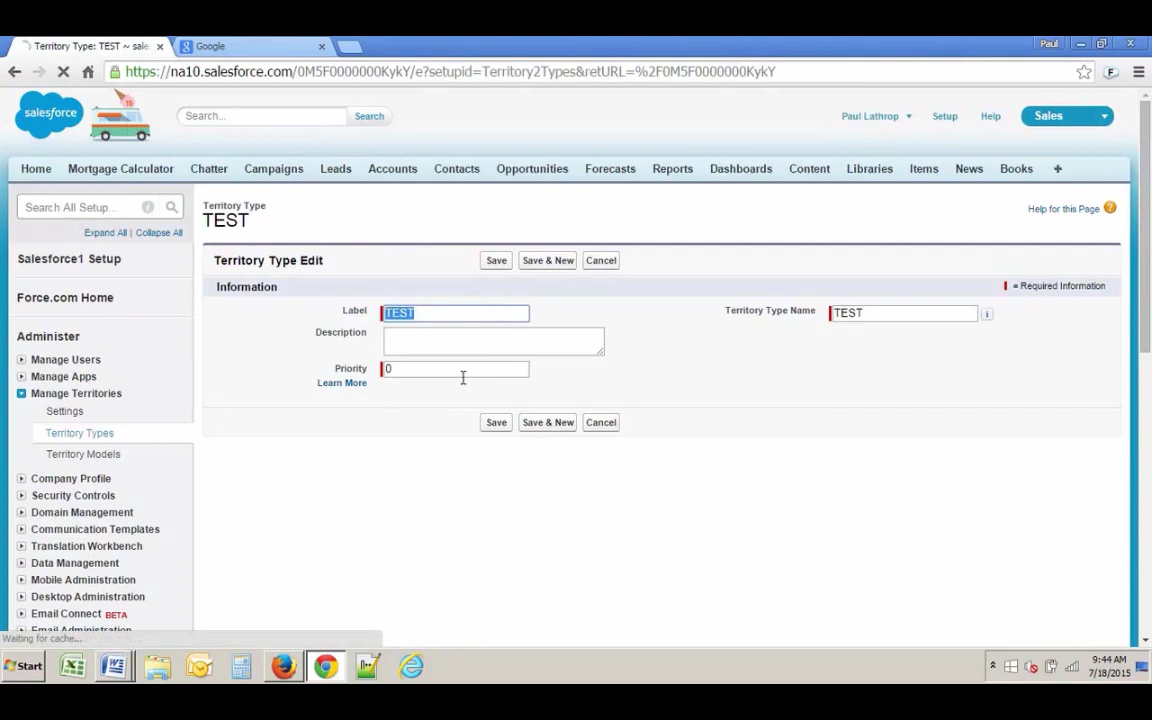 Territory Type: TEST ~ sale
Google
Paul
https://na10.salesforce.com/0M5F0000000KykY/e?setupid=Territory2Types&retURL=%2F0M5F0000000KykY
F
salesforce
15
Search...
Search
Paul Lathrop
Setup
Help
Sales
Home
Mortgage Calculator
Chatter
Campaigns
Leads
Accounts
Contacts
Opportunities
Forecasts
Reports
Dashboards
Content
Libraries
Items
News
Books
+
Search All Setup...
Expand All | Collapse All
Salesforce1 Setup
Force.com Home
Administer
Manage Users
Manage Apps
Manage Territories
Settings
Territory Types
Territory Models
Company Profile
Security Controls
Domain Management
Communication Templates
Translation Workbench
Data Management
Mobile Administration
Desktop Administration
Email Connect BETA
Email Administration
Territory Type
TEST
Help for this Page
Territory Type Edit
Save
Save & New
Cancel
Information
= Required Information
Label
TEST
Territory Type Name
TEST
Description
Priority
0
Learn More
Save
Save & New
Cancel
Waiting for cache...
Start
9:44 AM
7/18/2015